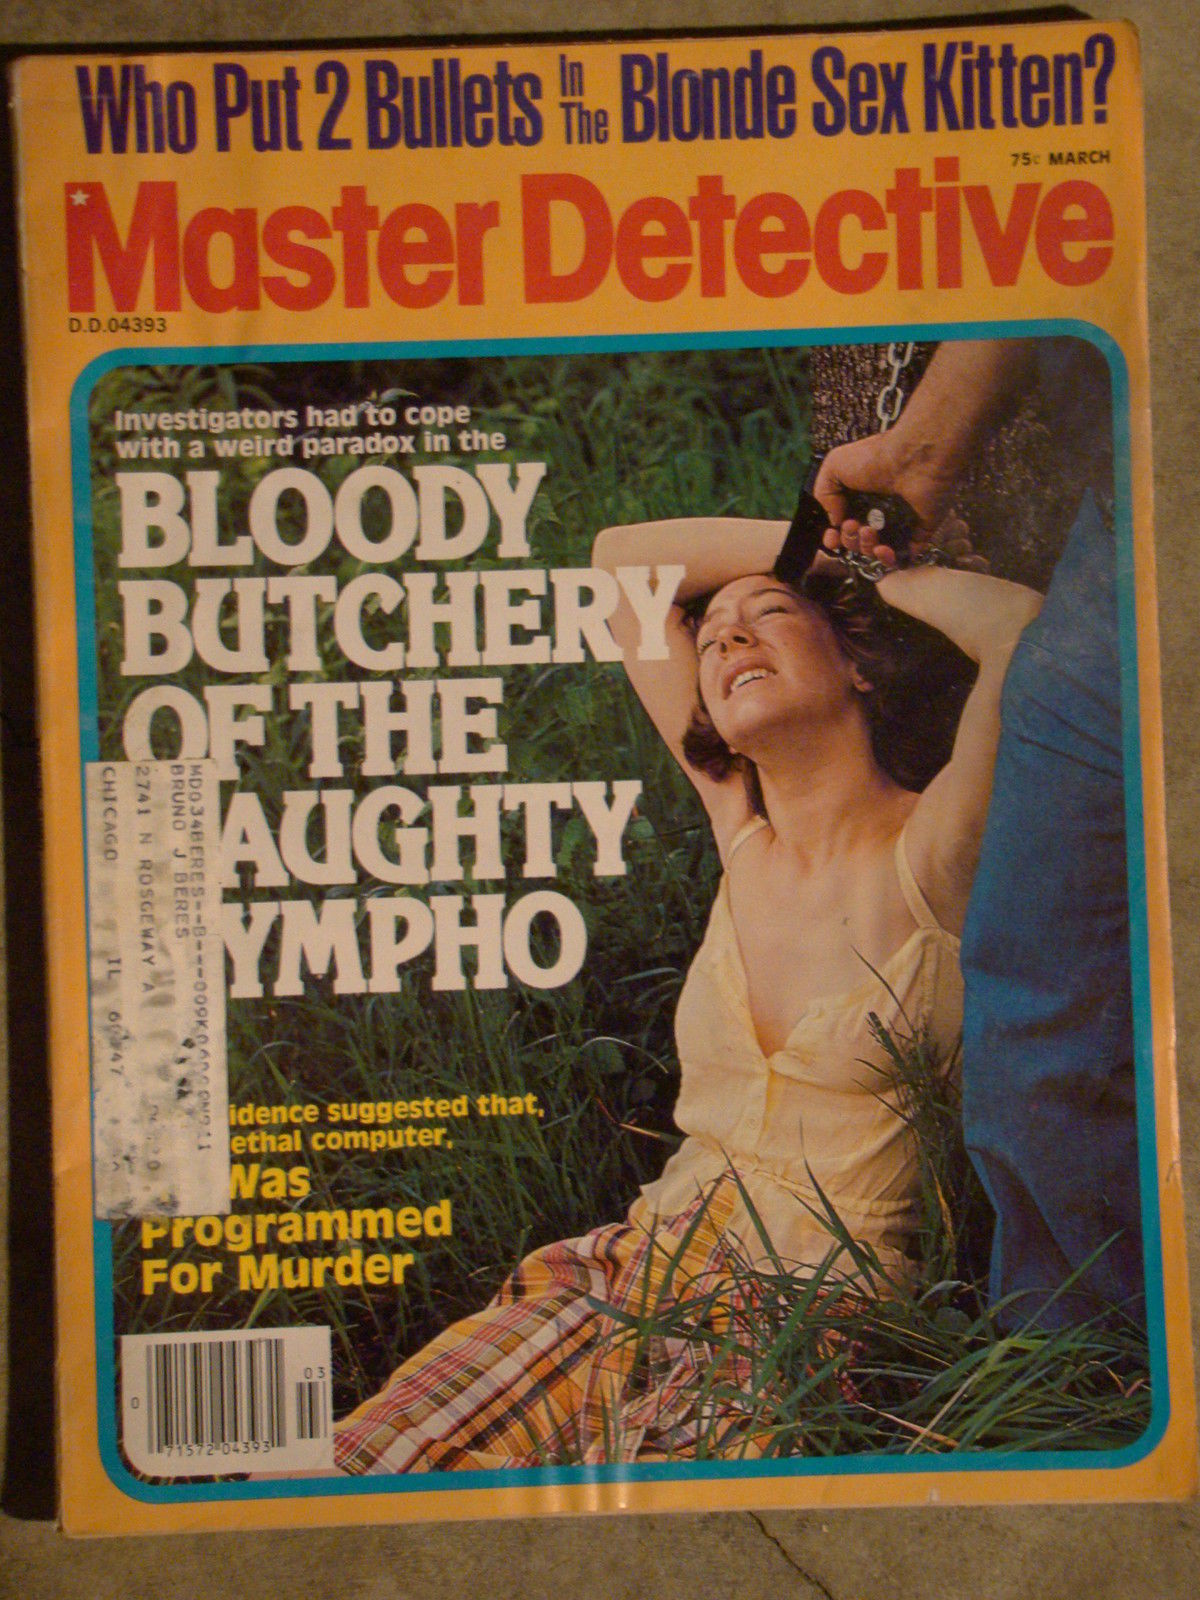 Who Put 2 Bullets In The Blonde Sex Kitten?
75¢ MARCH
Master Detective
D.D.04393
Investigators had to cope
with a weird paradox in the
BLOODY
BUTCHERY
OF THE
AUGHTY
YMPHO
BRUNO J BERES
2741 N ROSGEWAY A
CHICAGO IL
idence suggested that,
ethal computer,
Was
Programmed
For Murder
03
0
71572 04393